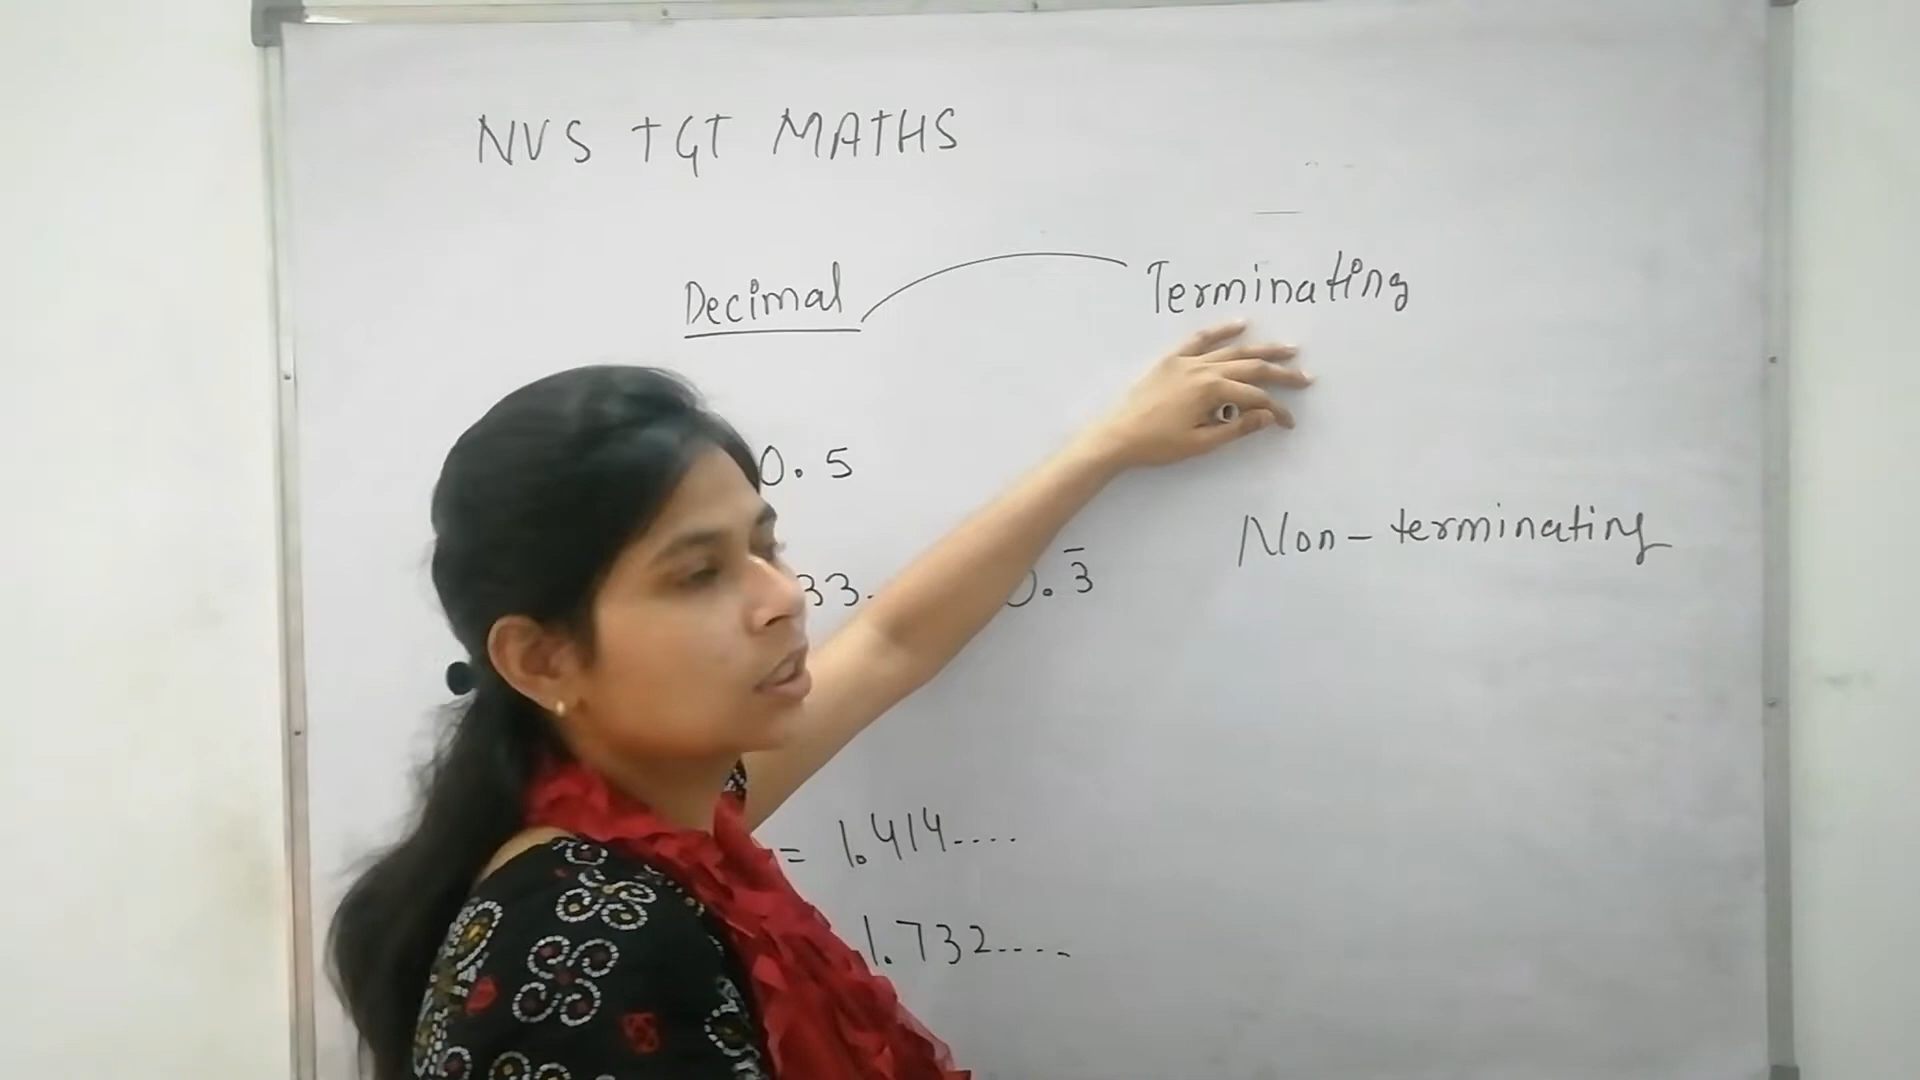 NVS TGT MATHS
Decimal Terminating
0.5
Non-terminating
33. 0.3̅
= 1.414....
1.732....